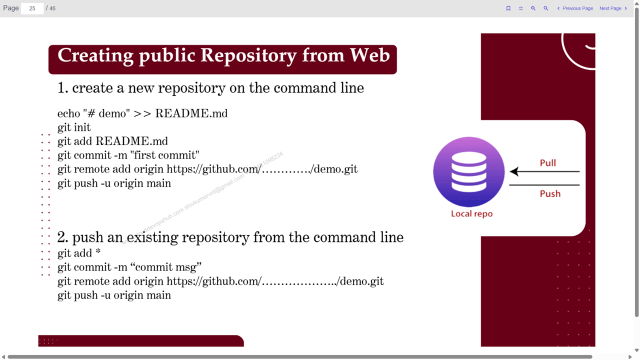 Page 25 / 46 Previous Page Next Page
Creating public Repository from Web
1. create a new repository on the command line
echo "# demo" >> README.md
git init
git add README.md
git commit -m "first commit"
git remote add origin https://github.com/…………./demo.git
git push -u origin main
Pull
Push
Local repo
2. push an existing repository from the command line
git add *
git commit -m “commit msg”
git remote add origin https://github.com/………………../demo.git
git push -u origin main